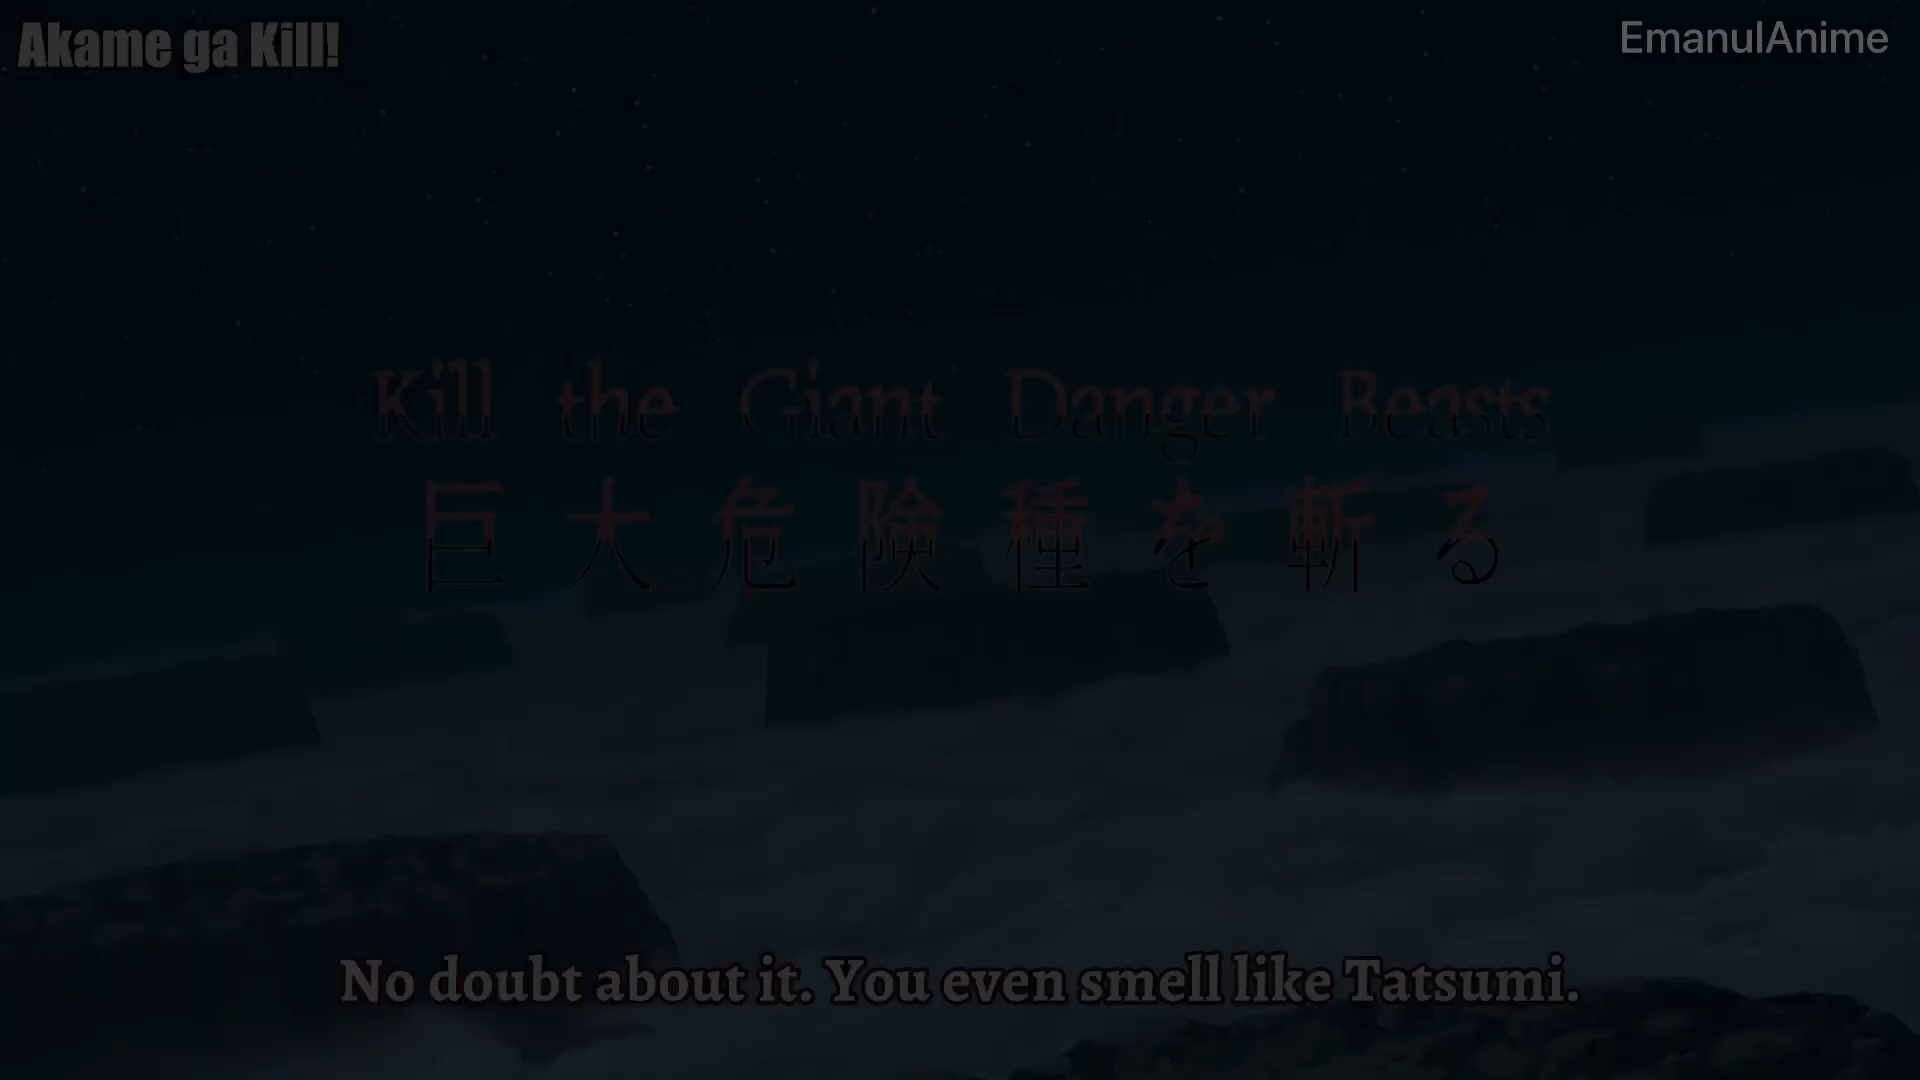 Akame ga Kill!
EmanulAnime
Kill the Giant Danger Beasts
巨大危険種を斬る
No doubt about it. You even smell like Tatsumi.